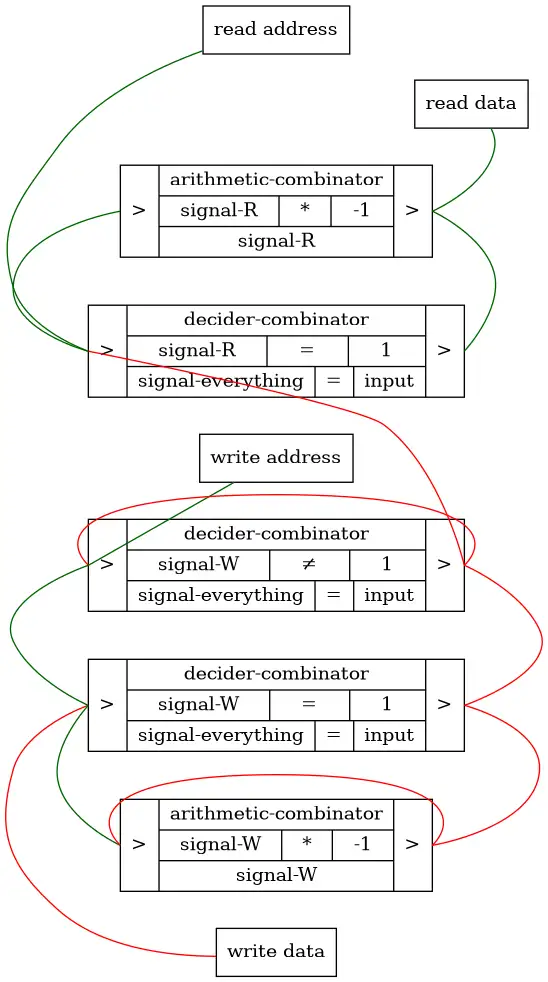 read address
read data
arithmetic-combinator
> signal-R * -1 >
signal-R
decider-combinator
> signal-R = 1 >
signal-everything = input
write address
decider-combinator
> signal-W ≠ 1 >
signal-everything = input
decider-combinator
> signal-W = 1 >
signal-everything = input
arithmetic-combinator
> signal-W * -1 >
signal-W
write data